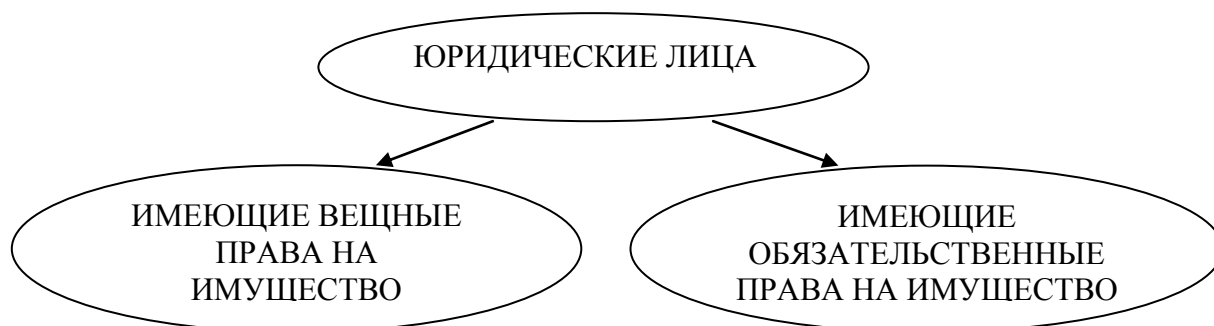 ЮРИДИЧЕСКИЕ ЛИЦА
ИМЕЮЩИЕ ВЕЩНЫЕ
ПРАВА НА
ИМУЩЕСТВО
ИМЕЮЩИЕ
ОБЯЗАТЕЛЬСТВЕННЫЕ
ПРАВА НА ИМУЩЕСТВО